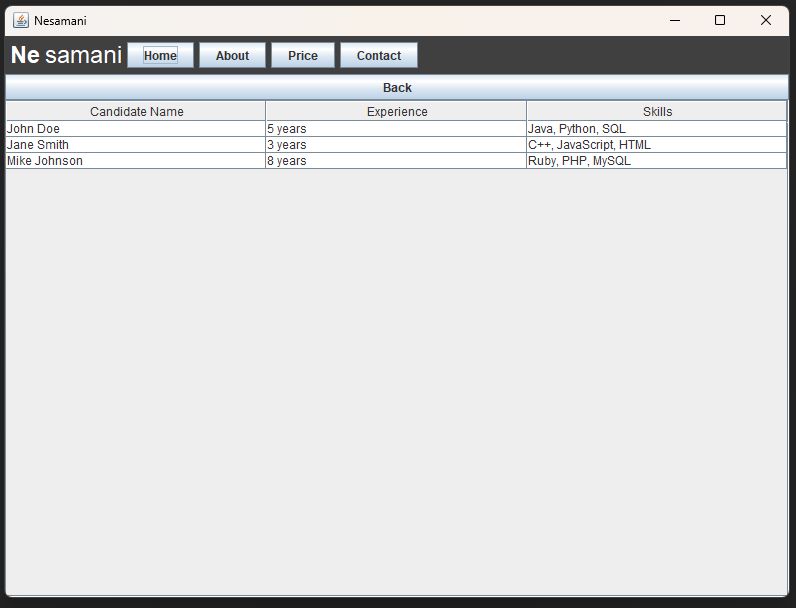 Nesamani
Ne samani Home About Price Contact
Back
Candidate Name Experience Skills
John Doe 5 years Java, Python, SQL
Jane Smith 3 years C++, JavaScript, HTML
Mike Johnson 8 years Ruby, PHP, MySQL